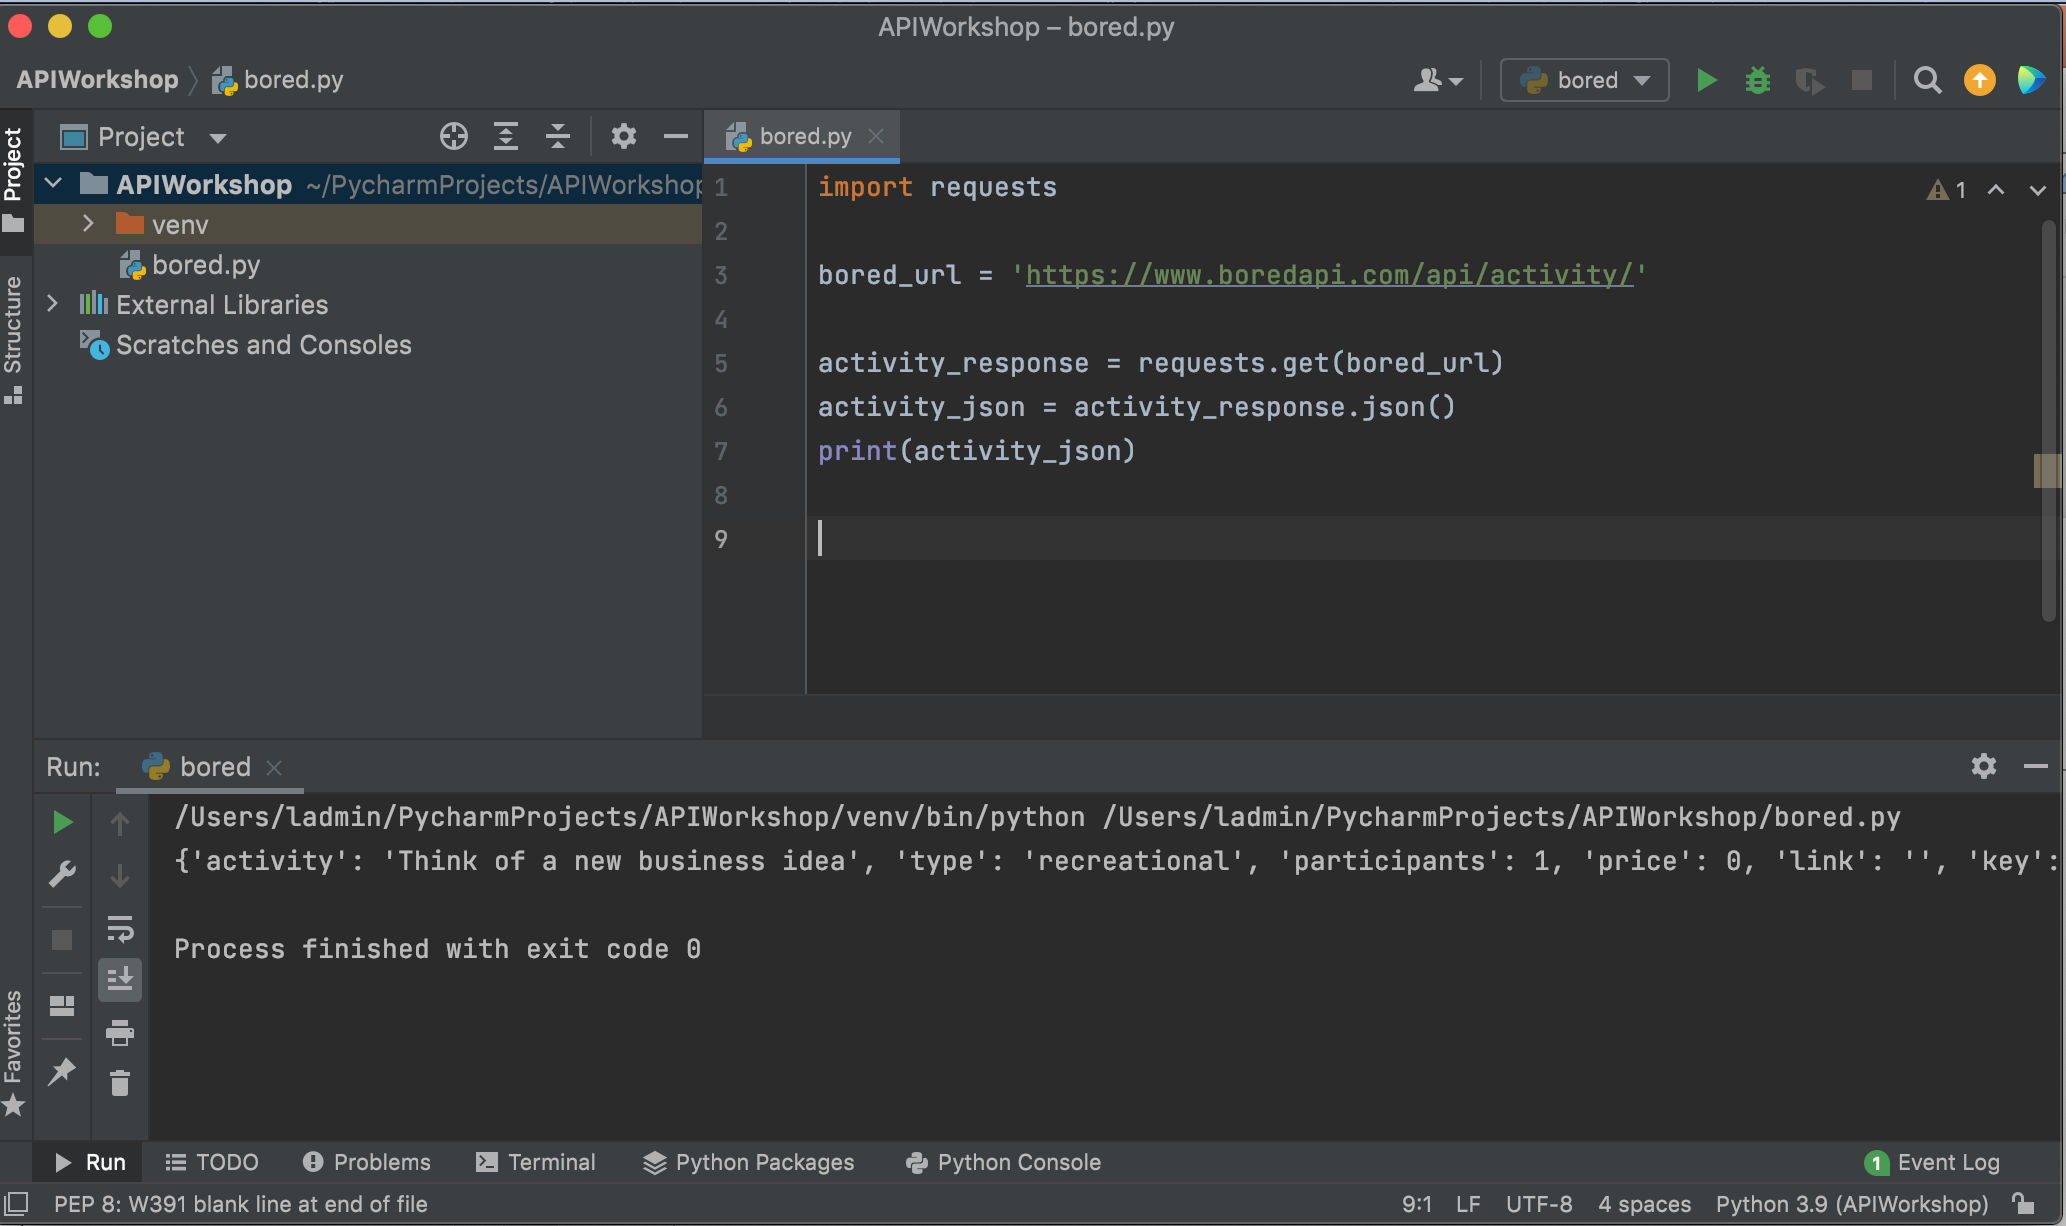 APIWorkshop – bored.py
APIWorkshop bored.py
bored
Project
Project
bored.py
APIWorkshop ~/PycharmProjects/APIWorkshop
venv
bored.py
External Libraries
Scratches and Consoles
Structure
Favorites
1 import requests
1
2
3 bored_url = 'https://www.boredapi.com/api/activity/'
4
5 activity_response = requests.get(bored_url)
6 activity_json = activity_response.json()
7 print(activity_json)
8
9
Run: bored
/Users/ladmin/PycharmProjects/APIWorkshop/venv/bin/python /Users/ladmin/PycharmProjects/APIWorkshop/bored.py
{'activity': 'Think of a new business idea', 'type': 'recreational', 'participants': 1, 'price': 0, 'link': '', 'key':
Process finished with exit code 0
Run TODO Problems Terminal Python Packages Python Console 1 Event Log
PEP 8: W391 blank line at end of file 9:1 LF UTF-8 4 spaces Python 3.9 (APIWorkshop)